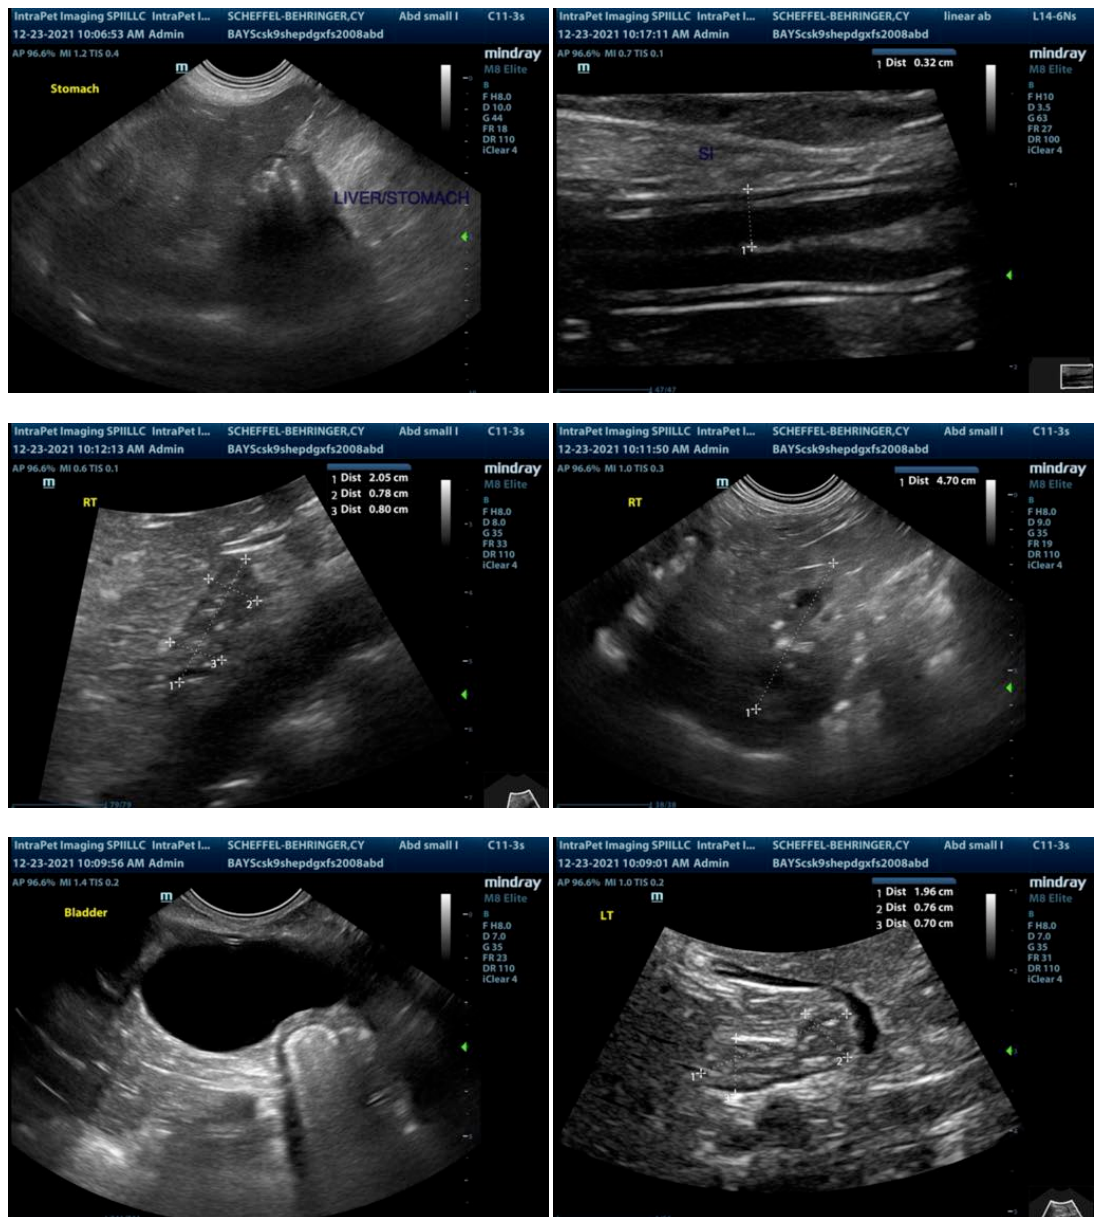 IntraPet Imaging SPIILLC IntraPet I... SCHEFFEL-BEHRINGER,CY Abd small I C11-3s
12-23-2021 10:06:53 AM Admin BAYScsk9shepdgxfs2008abd
AP 96.6% MI 1.2 TIS 0.4
mindray
m
M8 Elite
Stomach
B
F H8.0
D 10.0
G 44
FR 18
DR 110
iClear 4
LIVER/STOMACH
IntraPet Imaging SPIILLC IntraPet I... SCHEFFEL-BEHRINGER,CY linear ab L14-6Ns
12-23-2021 10:17:11 AM Admin BAYScsk9shepdgxfs2008abd
AP 96.6% MI 0.7 TIS 0.1
1 Dist 0.32 cm
mindray
m
M8 Elite
B
F H10
D 3.5
G 63
FR 27
DR 100
iClear 4
SI
1
47/47
IntraPet Imaging SPIILLC IntraPet I... SCHEFFEL-BEHRINGER,CY Abd small I C11-3s
12-23-2021 10:12:13 AM Admin BAYScsk9shepdgxfs2008abd
AP 96.6% MI 0.6 TIS 0.1
1 Dist 2.05 cm
2 Dist 0.78 cm
3 Dist 0.80 cm
mindray
m
M8 Elite
RT
B
F H8.0
D 8.0
G 35
FR 33
DR 110
iClear 4
2
3
1
79/79
IntraPet Imaging SPIILLC IntraPet I... SCHEFFEL-BEHRINGER,CY Abd small I C11-3s
12-23-2021 10:11:50 AM Admin BAYScsk9shepdgxfs2008abd
AP 96.6% MI 1.0 TIS 0.3
1 Dist 4.70 cm
mindray
m
M8 Elite
RT
B
F H8.0
D 9.0
G 35
FR 19
DR 110
iClear 4
1
38/38
IntraPet Imaging SPIILLC IntraPet I... SCHEFFEL-BEHRINGER,CY Abd small I C11-3s
12-23-2021 10:09:56 AM Admin BAYScsk9shepdgxfs2008abd
AP 96.6% MI 1.4 TIS 0.2
mindray
m
M8 Elite
Bladder
B
F H8.0
D 7.0
G 35
FR 23
DR 110
iClear 4
IntraPet Imaging SPIILLC IntraPet I... SCHEFFEL-BEHRINGER,CY Abd small I C11-3s
12-23-2021 10:09:01 AM Admin BAYScsk9shepdgxfs2008abd
AP 96.6% MI 1.0 TIS 0.2
1 Dist 1.96 cm
2 Dist 0.76 cm
3 Dist 0.70 cm
mindray
m
M8 Elite
LT
B
F H8.0
D 7.0
G 35
FR 31
DR 110
iClear 4
1
2